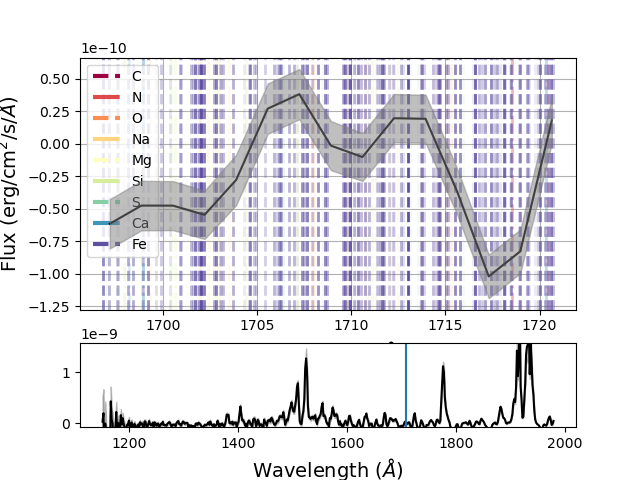 1e−10
Flux (erg/cm²/s/Å)
0.50
0.25
0.00
−0.25
−0.50
−0.75
−1.00
−1.25
C
N
O
Na
Mg
Si
S
Ca
Fe
1700 1705 1710 1715 1720
1e−9
1
0
1200 1400 1600 1800 2000
Wavelength (Å)